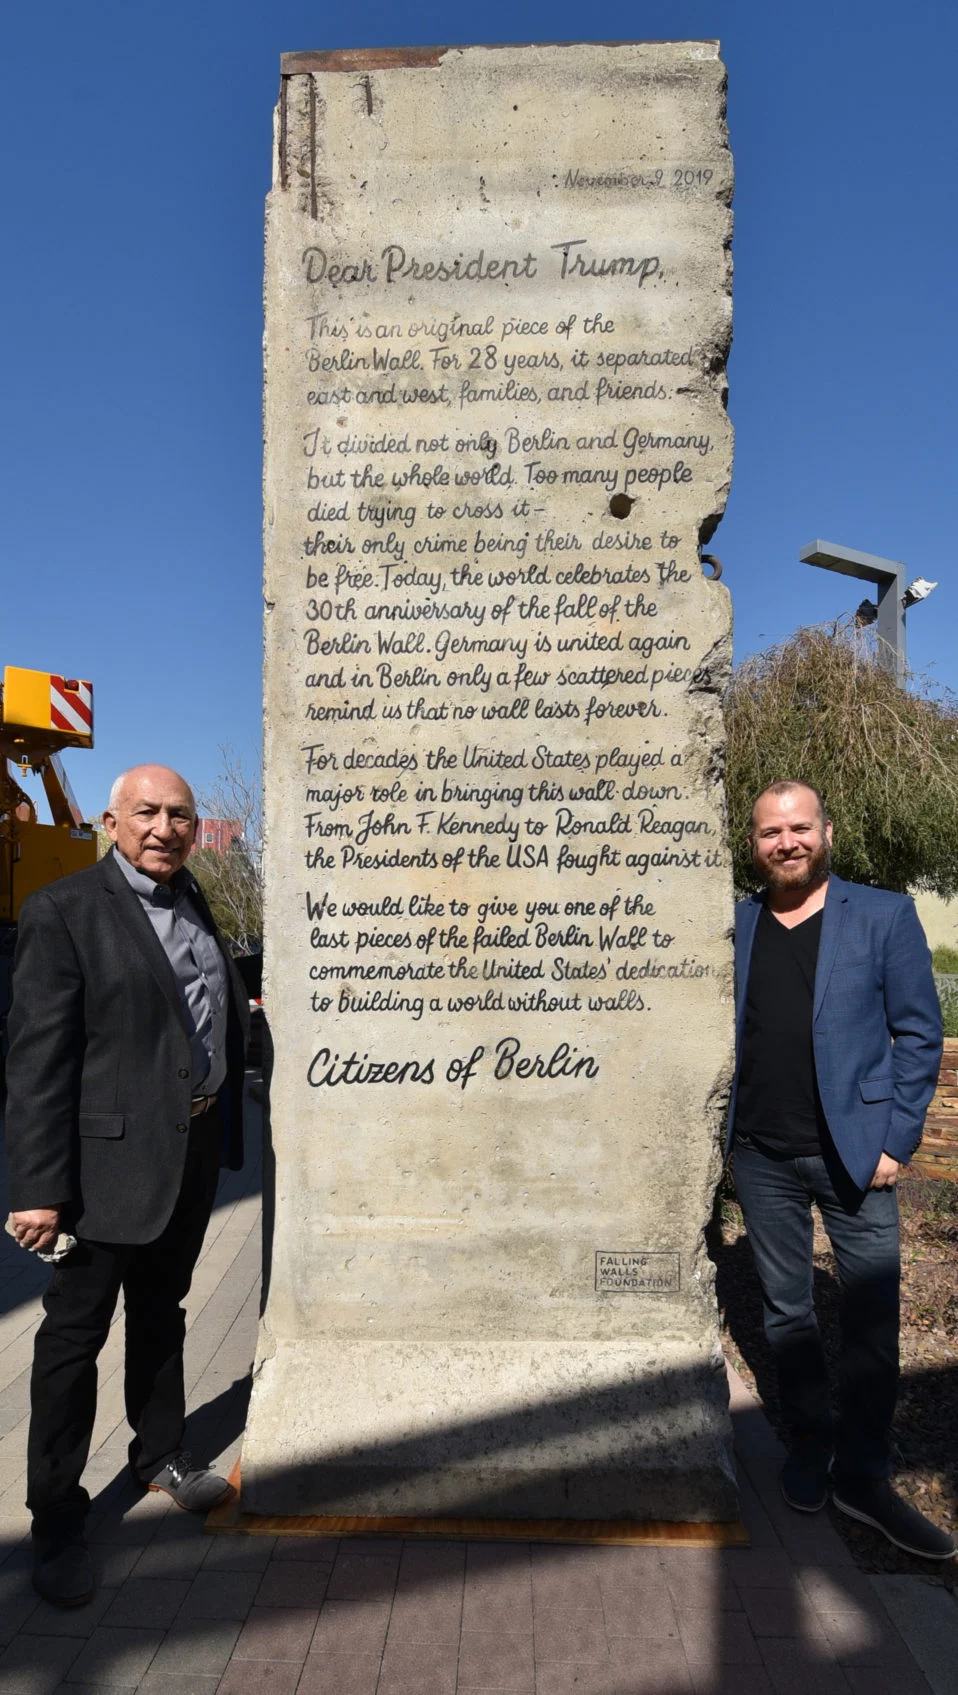 November 9 2019
Dear President Trump,
This is an original piece of the
Berlin Wall. For 28 years, it separated
east and west, families, and friends.
It divided not only Berlin and Germany,
but the whole world. Too many people
died trying to cross it –
their only crime being their desire to
be free. Today, the world celebrates the
30th anniversary of the fall of the
Berlin Wall. Germany is united again
and in Berlin only a few scattered pieces
remind us that no wall lasts forever.
For decades the United States played a
major role in bringing this wall down.
From John F. Kennedy to Ronald Reagan,
the Presidents of the USA fought against it.
We would like to give you one of the
last pieces of the failed Berlin Wall to
commemorate the United States' dedication
to building a world without walls.
Citizens of Berlin
FALLING
WALLS
FOUNDATION